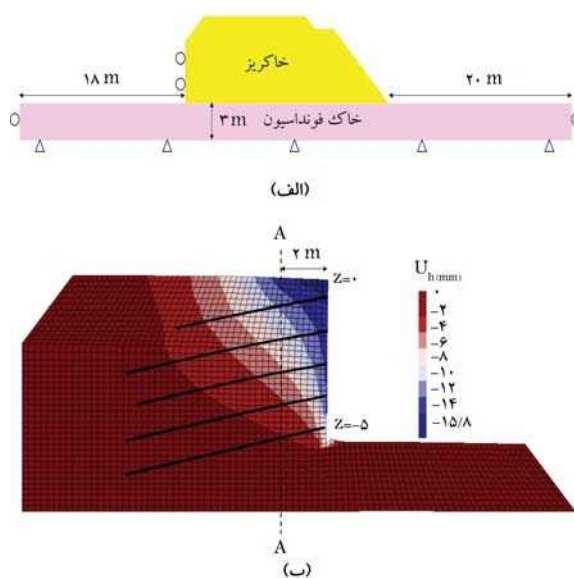 خاکریز
۱۸ m
۲۰ m
۳ m
خاک فونداسیون
(الف)
A
۲ m
Z=۰
U h(mm)
۰
-۲
-۴
-۶
-۸
-۱۰
-۱۲
-۱۴
-۱۵/۸
Z=-۵
A
(ب)